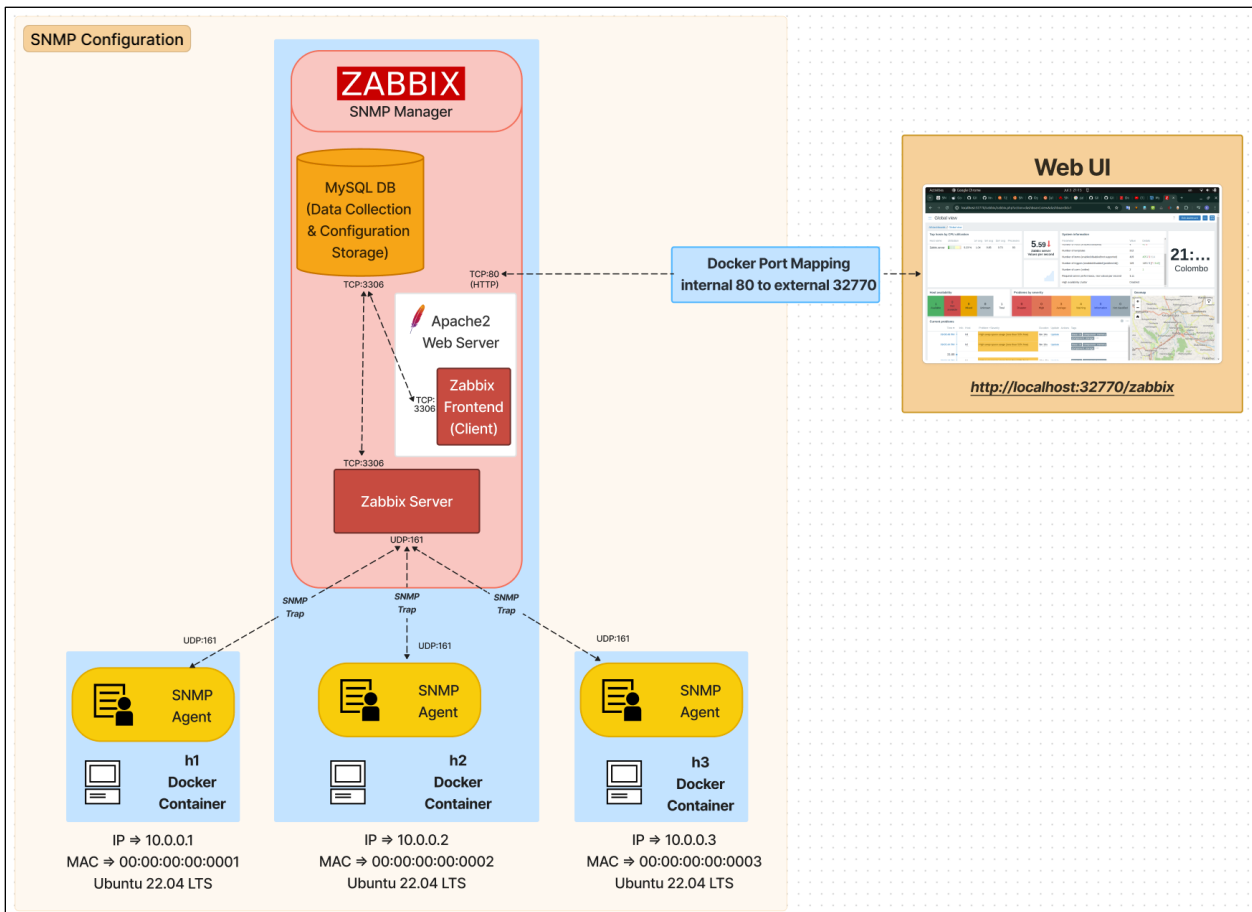 SNMP Configuration
ZABBIX
SNMP Manager
MySQL DB
(Data Collection
& Configuration
Storage)
TCP:3306
TCP:80
(HTTP)
Apache2
Web Server
Zabbix
Frontend
(Client)
TCP:
3306
TCP:3306
Zabbix Server
UDP:161
SNMP
Trap
SNMP
Trap
SNMP
Trap
UDP:161
UDP:161
UDP:161
SNMP
Agent
SNMP
Agent
SNMP
Agent
h1
Docker
Container
h2
Docker
Container
h3
Docker
Container
IP ⇒ 10.0.0.1
MAC ⇒ 00:00:00:00:0001
Ubuntu 22.04 LTS
IP ⇒ 10.0.0.2
MAC ⇒ 00:00:00:00:0002
Ubuntu 22.04 LTS
IP ⇒ 10.0.0.3
MAC ⇒ 00:00:00:00:0003
Ubuntu 22.04 LTS
Docker Port Mapping
internal 80 to external 32770
Web UI
Global view
5.59
21:...
Colombo
http://localhost:32770/zabbix